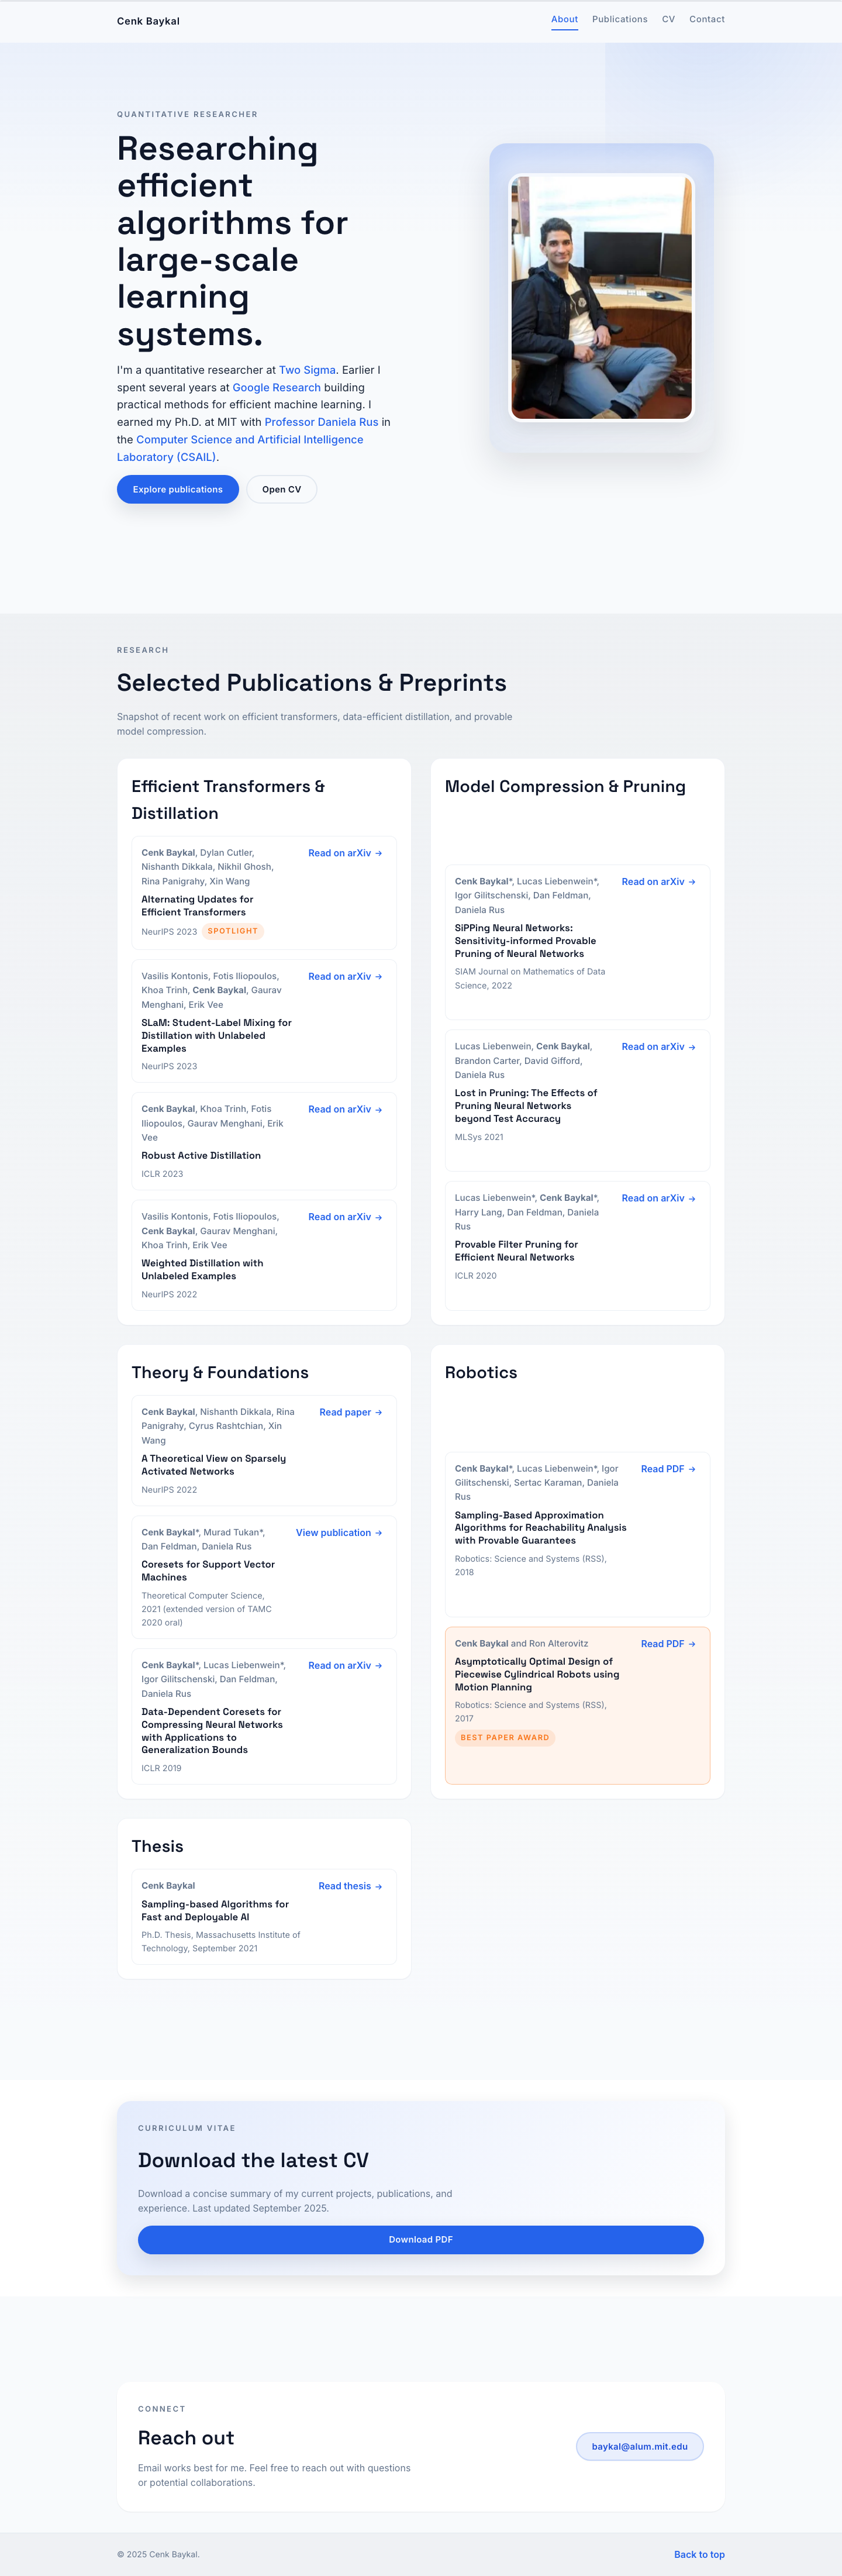 Cenk Baykal
About Publications CV Contact
QUANTITATIVE RESEARCHER
Researching
efficient
algorithms for
large-scale
learning
systems.
I'm a quantitative researcher at Two Sigma. Earlier I
spent several years at Google Research building
practical methods for efficient machine learning. I
earned my Ph.D. at MIT with Professor Daniela Rus in
the Computer Science and Artificial Intelligence
Laboratory (CSAIL).
Explore publications Open CV
RESEARCH
Selected Publications & Preprints
Snapshot of recent work on efficient transformers, data-efficient distillation, and provable
model compression.
Efficient Transformers &
Distillation
Cenk Baykal, Dylan Cutler,
Nishanth Dikkala, Nikhil Ghosh,
Rina Panigrahy, Xin Wang
Read on arXiv →
Alternating Updates for
Efficient Transformers
NeurIPS 2023 SPOTLIGHT
Vasilis Kontonis, Fotis Iliopoulos,
Khoa Trinh, Cenk Baykal, Gaurav
Menghani, Erik Vee
Read on arXiv →
SLaM: Student-Label Mixing for
Distillation with Unlabeled
Examples
NeurIPS 2023
Cenk Baykal, Khoa Trinh, Fotis
Iliopoulos, Gaurav Menghani, Erik
Vee
Read on arXiv →
Robust Active Distillation
ICLR 2023
Vasilis Kontonis, Fotis Iliopoulos,
Cenk Baykal, Gaurav Menghani,
Khoa Trinh, Erik Vee
Read on arXiv →
Weighted Distillation with
Unlabeled Examples
NeurIPS 2022
Model Compression & Pruning
Cenk Baykal*, Lucas Liebenwein*,
Igor Gilitschenski, Dan Feldman,
Daniela Rus
Read on arXiv →
SiPPing Neural Networks:
Sensitivity-informed Provable
Pruning of Neural Networks
SIAM Journal on Mathematics of Data
Science, 2022
Lucas Liebenwein, Cenk Baykal,
Brandon Carter, David Gifford,
Daniela Rus
Read on arXiv →
Lost in Pruning: The Effects of
Pruning Neural Networks
beyond Test Accuracy
MLSys 2021
Lucas Liebenwein*, Cenk Baykal*,
Harry Lang, Dan Feldman, Daniela
Rus
Read on arXiv →
Provable Filter Pruning for
Efficient Neural Networks
ICLR 2020
Theory & Foundations
Cenk Baykal, Nishanth Dikkala, Rina
Panigrahy, Cyrus Rashtchian, Xin
Wang
Read paper →
A Theoretical View on Sparsely
Activated Networks
NeurIPS 2022
Cenk Baykal*, Murad Tukan*,
Dan Feldman, Daniela Rus
View publication →
Coresets for Support Vector
Machines
Theoretical Computer Science,
2021 (extended version of TAMC
2020 oral)
Cenk Baykal*, Lucas Liebenwein*,
Igor Gilitschenski, Dan Feldman,
Daniela Rus
Read on arXiv →
Data-Dependent Coresets for
Compressing Neural Networks
with Applications to
Generalization Bounds
ICLR 2019
Robotics
Cenk Baykal*, Lucas Liebenwein*, Igor
Gilitschenski, Sertac Karaman, Daniela
Rus
Read PDF →
Sampling-Based Approximation
Algorithms for Reachability Analysis
with Provable Guarantees
Robotics: Science and Systems (RSS),
2018
Cenk Baykal and Ron Alterovitz
Read PDF →
Asymptotically Optimal Design of
Piecewise Cylindrical Robots using
Motion Planning
Robotics: Science and Systems (RSS),
2017
BEST PAPER AWARD
Thesis
Cenk Baykal
Read thesis →
Sampling-based Algorithms for
Fast and Deployable AI
Ph.D. Thesis, Massachusetts Institute of
Technology, September 2021
CURRICULUM VITAE
Download the latest CV
Download a concise summary of my current projects, publications, and
experience. Last updated September 2025.
Download PDF
CONNECT
Reach out
Email works best for me. Feel free to reach out with questions
or potential collaborations.
baykal@alum.mit.edu
© 2025 Cenk Baykal.
Back to top